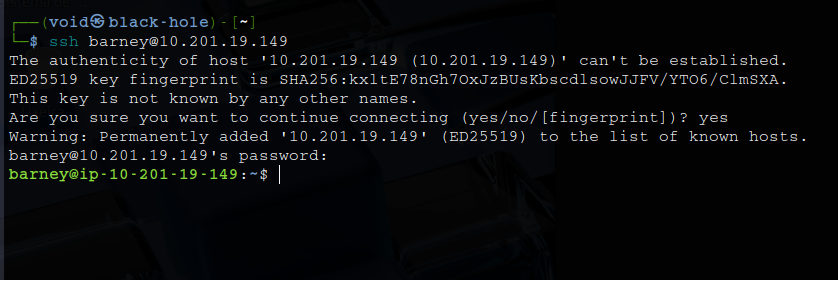 ┌──(void㉿black-hole)-[~]
└─$ ssh barney@10.201.19.149
The authenticity of host '10.201.19.149 (10.201.19.149)' can't be established.
ED25519 key fingerprint is SHA256:kxltE78nGh7OxJzBUsKbscdlsowJJFV/YTO6/ClmSXA.
This key is not known by any other names.
Are you sure you want to continue connecting (yes/no/[fingerprint])? yes
Warning: Permanently added '10.201.19.149' (ED25519) to the list of known hosts.
barney@10.201.19.149's password:
barney@ip-10-201-19-149:~$